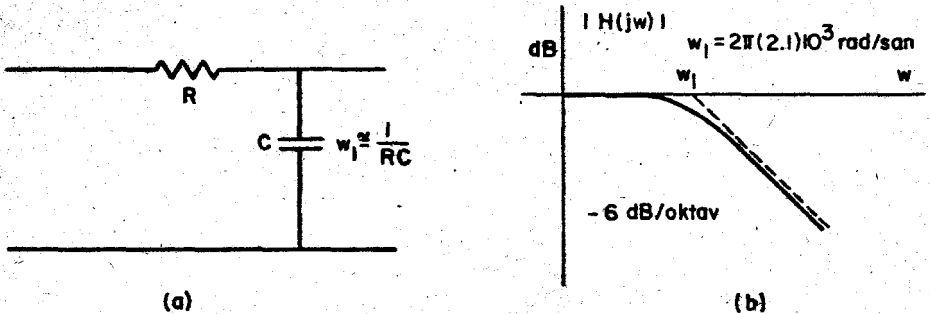 R
C
w₁ ≅ 1/RC
(a)
| H(jw) |
dB
w₁ = 2π(2.1)10³ rad/san
w₁
w
- 6 dB/oktav
(b)